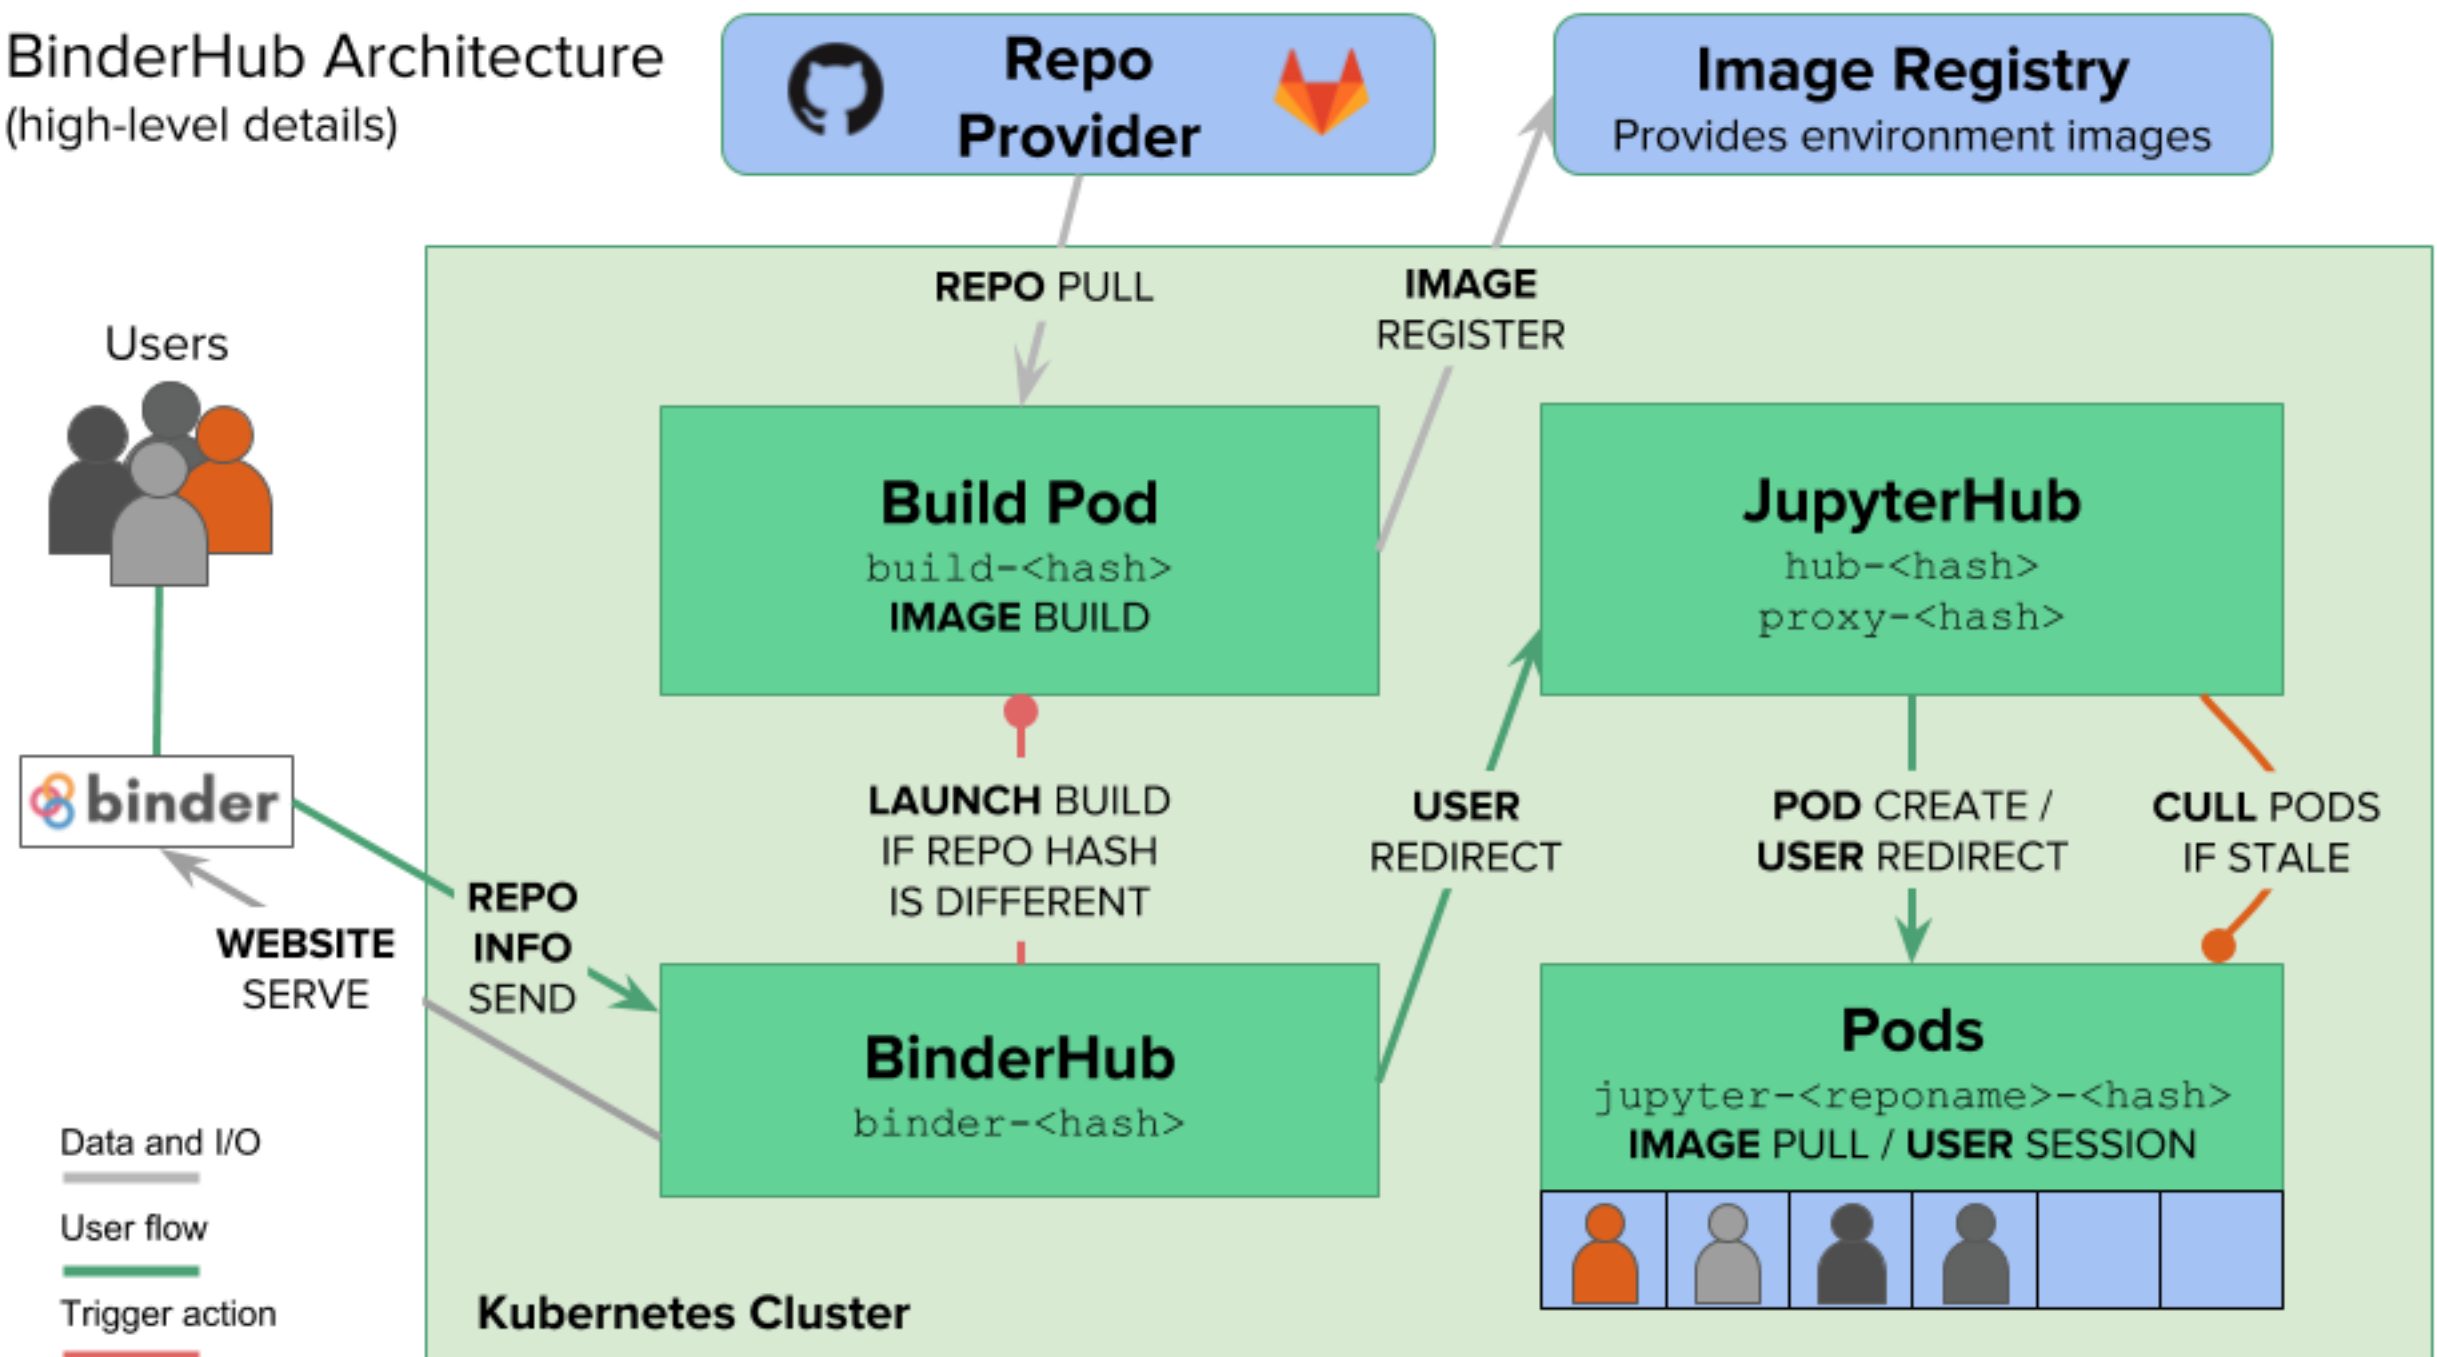 BinderHub Architecture
(high-level details)
Repo
Provider
Image Registry
Provides environment images
REPO PULL
IMAGE
REGISTER
Users
Build Pod
build-<hash>
IMAGE BUILD
JupyterHub
hub-<hash>
proxy-<hash>
binder
LAUNCH BUILD
IF REPO HASH
IS DIFFERENT
USER
REDIRECT
POD CREATE /
USER REDIRECT
CULL PODS
IF STALE
REPO
INFO
SEND
WEBSITE
SERVE
BinderHub
binder-<hash>
Pods
jupyter-<reponame>-<hash>
IMAGE PULL / USER SESSION
Data and I/O
User flow
Trigger action
Kubernetes Cluster